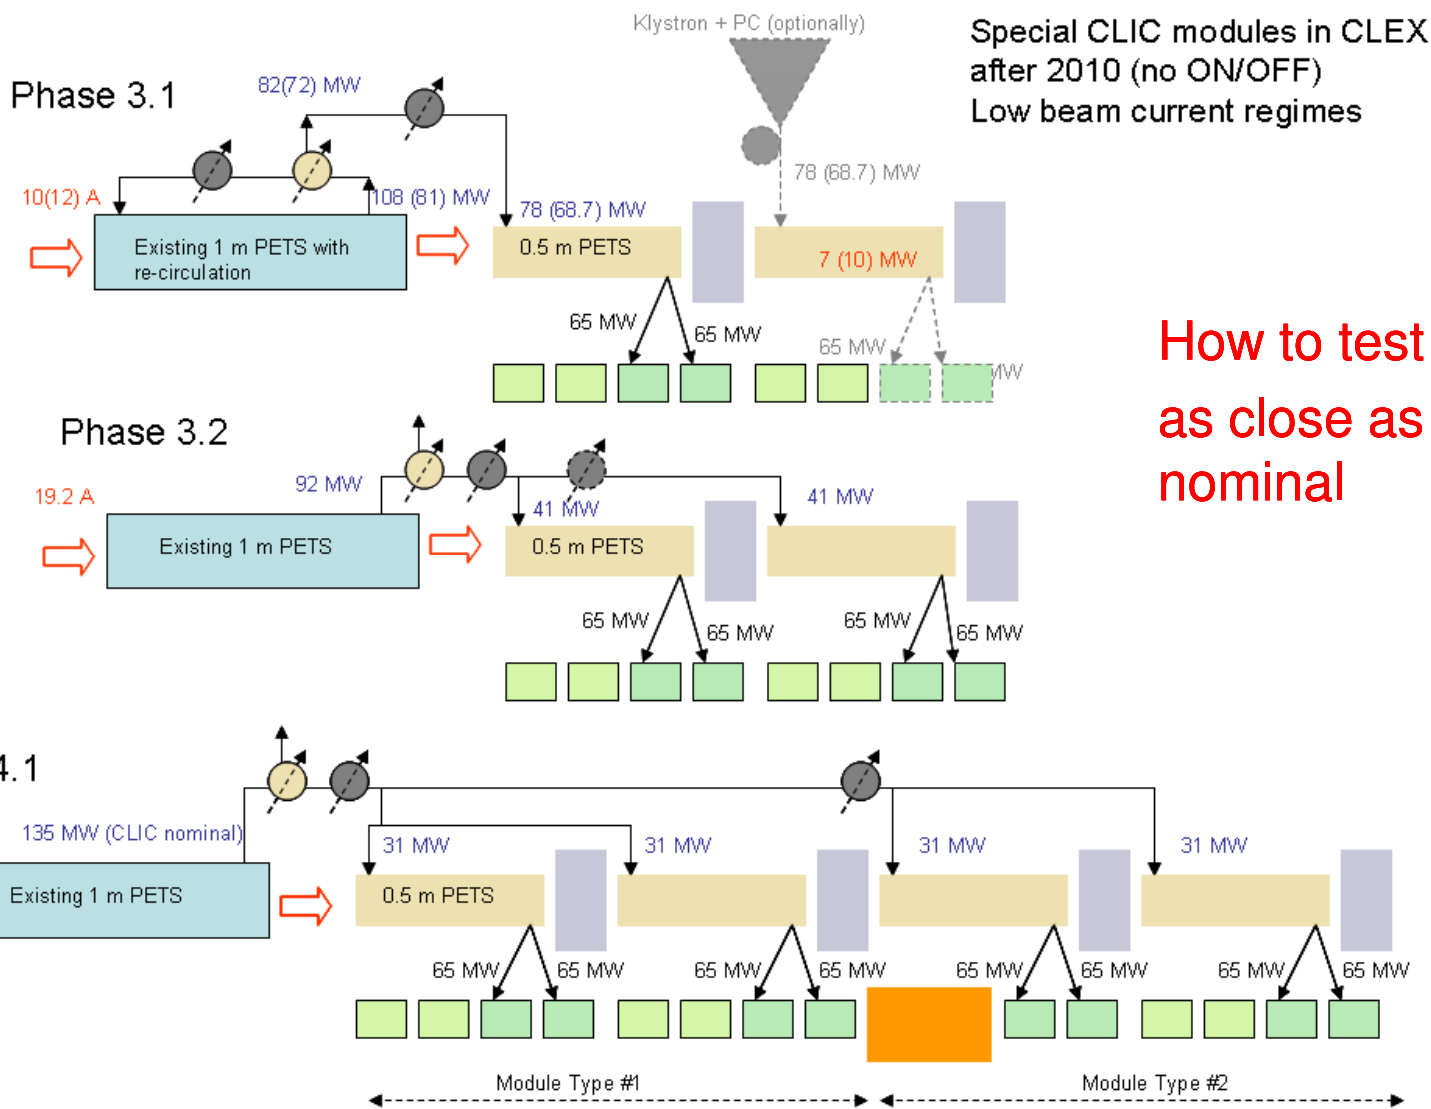 Klystron + PC (optionally)
Special CLIC modules in CLEX
after 2010 (no ON/OFF)
Low beam current regimes
Phase 3.1
82(72) MW
10(12) A
108 (81) MW
78 (68.7) MW
78 (68.7) MW
Existing 1 m PETS with
re-circulation
0.5 m PETS
7 (10) MW
65 MW
65 MW
65 MW
MW
How to test
as close as
nominal
Phase 3.2
19.2 A
92 MW
41 MW
41 MW
Existing 1 m PETS
0.5 m PETS
65 MW
65 MW
65 MW
65 MW
4.1
135 MW (CLIC nominal)
31 MW
31 MW
31 MW
31 MW
Existing 1 m PETS
0.5 m PETS
65 MW
65 MW
65 MW
65 MW
65 MW
65 MW
65 MW
65 MW
Module Type #1
Module Type #2